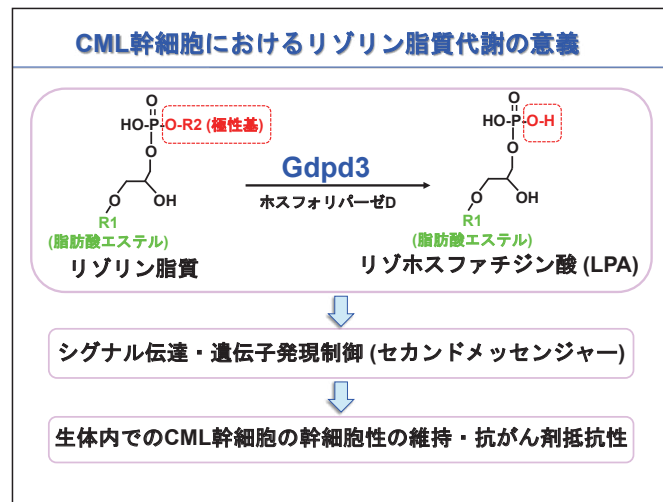 CML幹細胞におけるリゾリン脂質代謝の意義
O
HO-P-O-R2 (極性基)
O
O
OH
R1
(脂肪酸エステル)
リゾリン脂質
Gdpd3
ホスフォリパーゼD
O
HO-P-O-H
O
O
OH
R1
(脂肪酸エステル)
リゾホスファチジン酸 (LPA)
シグナル伝達・遺伝子発現制御 (セカンドメッセンジャー)
生体内でのCML幹細胞の幹細胞性の維持・抗がん剤抵抗性